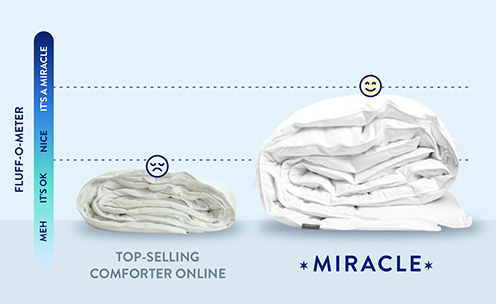 FLUFF-O-METER
IT'S A MIRACLE
NICE
IT'S OK
MEH
TOP-SELLING
COMFORTER ONLINE
*MIRACLE*